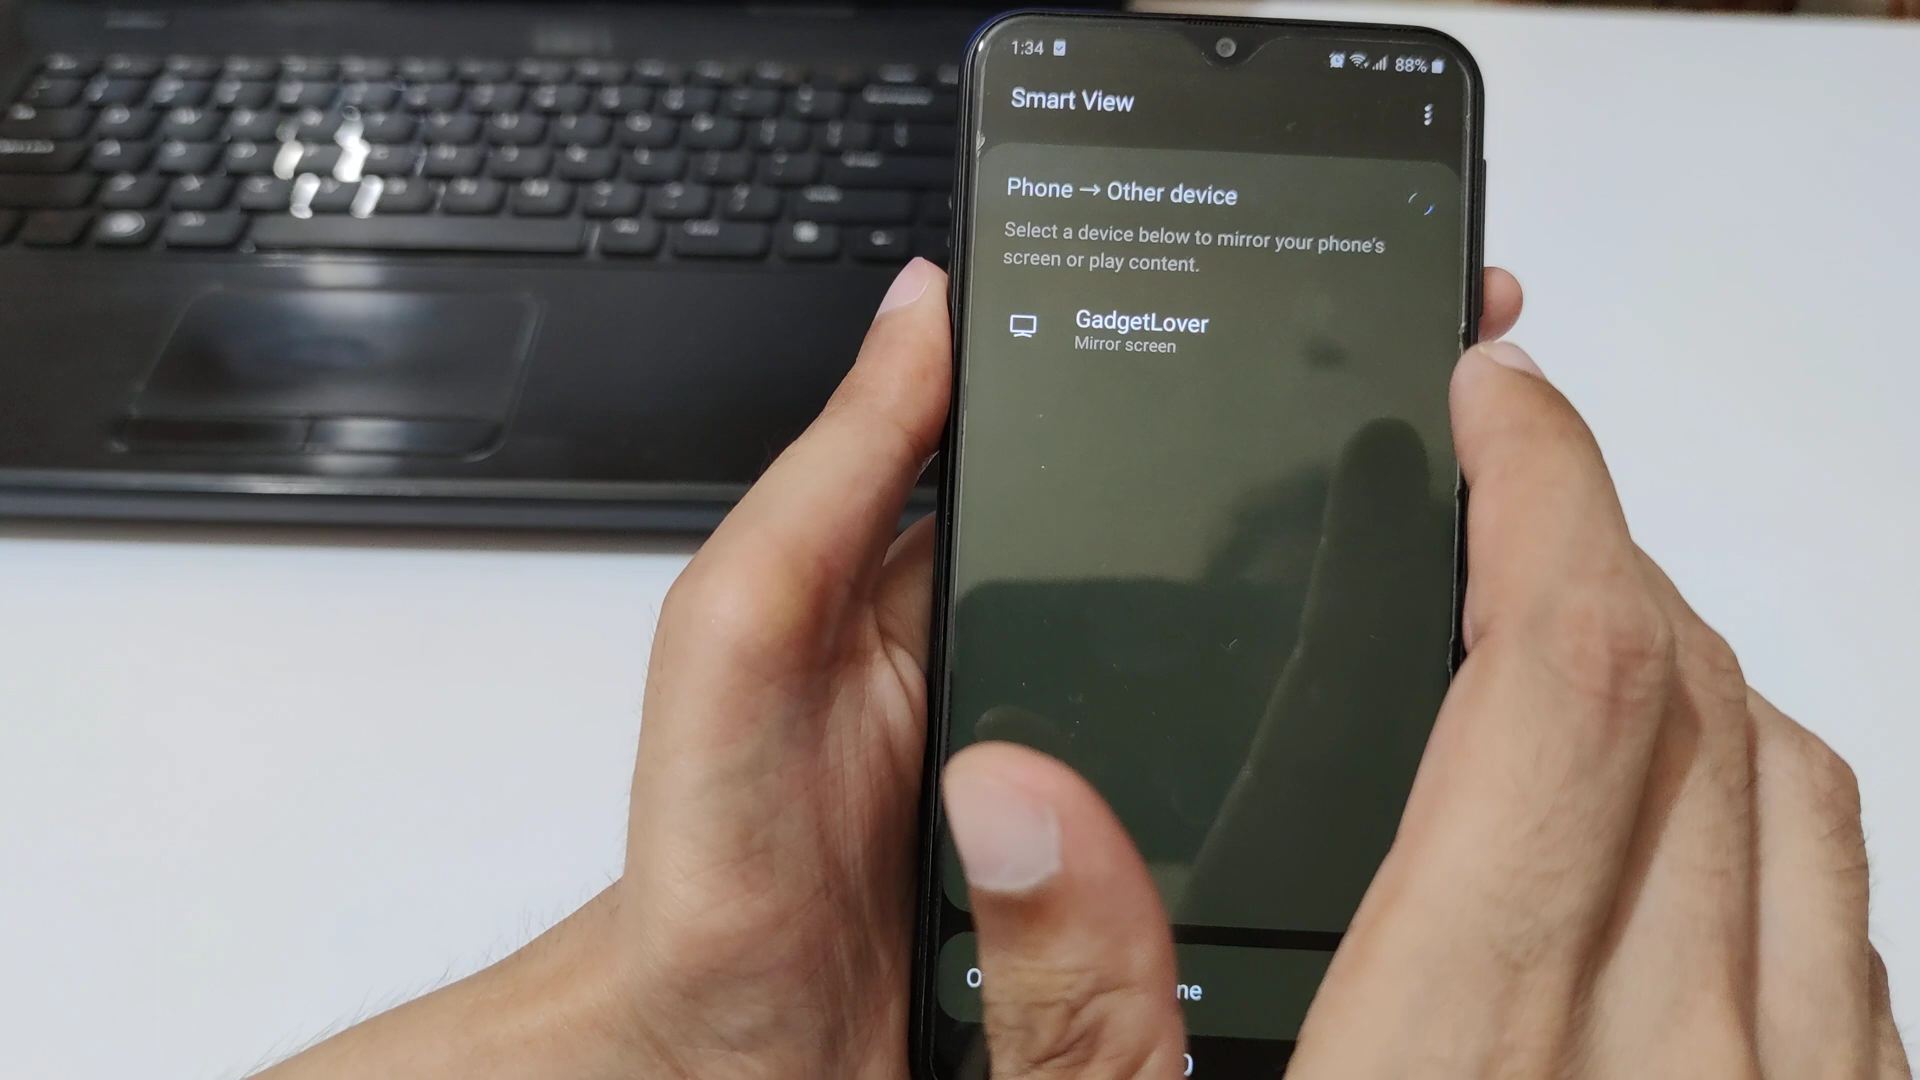 1:34
88%
Smart View
Phone → Other device
Select a device below to mirror your phone's
screen or play content.
GadgetLover
Mirror screen